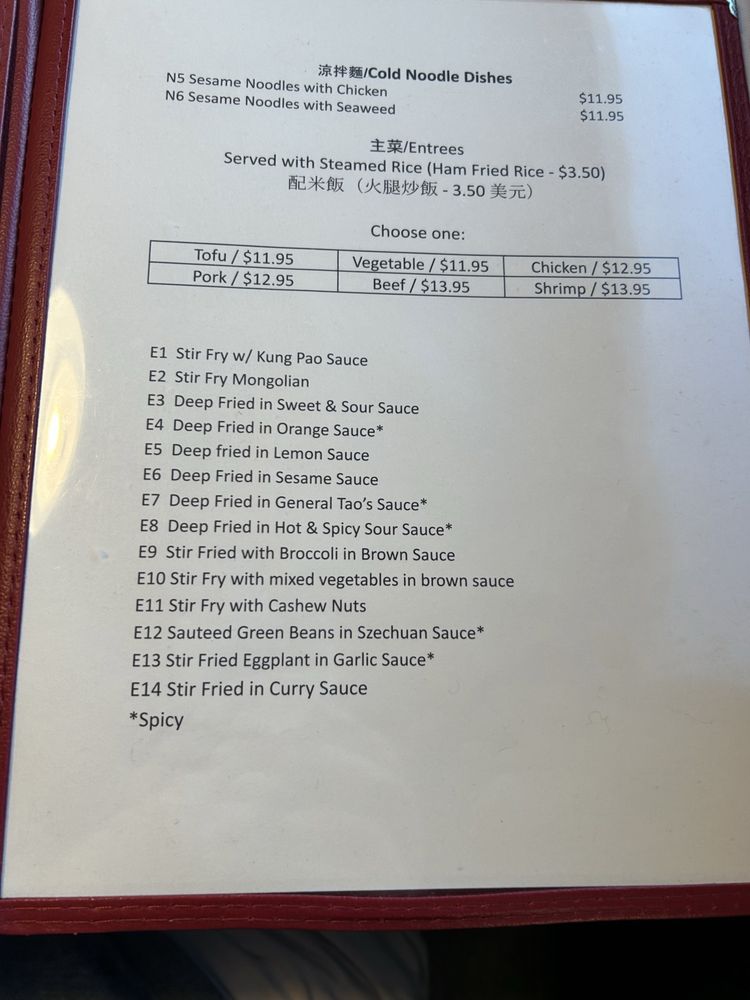 涼拌麵/Cold Noodle Dishes
N5 Sesame Noodles with Chicken $11.95
N6 Sesame Noodles with Seaweed $11.95
主菜/Entrees
Served with Steamed Rice (Ham Fried Rice - $3.50)
配米飯（火腿炒飯 - 3.50 美元）
Choose one:
Tofu / $11.95 Vegetable / $11.95 Chicken / $12.95
Pork / $12.95 Beef / $13.95 Shrimp / $13.95
E1 Stir Fry w/ Kung Pao Sauce
E2 Stir Fry Mongolian
E3 Deep Fried in Sweet & Sour Sauce
E4 Deep Fried in Orange Sauce*
E5 Deep fried in Lemon Sauce
E6 Deep Fried in Sesame Sauce
E7 Deep Fried in General Tao's Sauce*
E8 Deep Fried in Hot & Spicy Sour Sauce*
E9 Stir Fried with Broccoli in Brown Sauce
E10 Stir Fry with mixed vegetables in brown sauce
E11 Stir Fry with Cashew Nuts
E12 Sauteed Green Beans in Szechuan Sauce*
E13 Stir Fried Eggplant in Garlic Sauce*
E14 Stir Fried in Curry Sauce
*Spicy